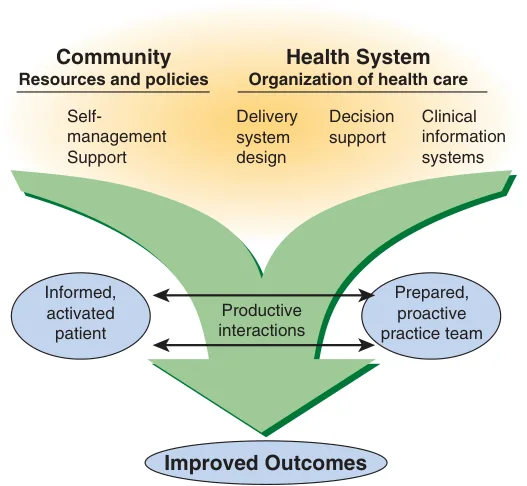 Community
Resources and policies
Health System
Organization of health care
Self-
management
Support
Delivery
system
design
Decision
support
Clinical
information
systems
Informed,
activated
patient
Productive
interactions
Prepared,
proactive
practice team
Improved Outcomes